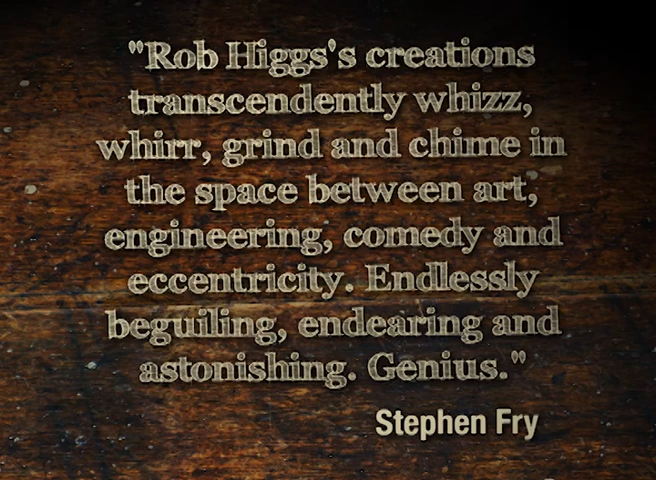 "Rob Higgs's creations
transcendently whizz,
whirr, grind and chime in
the space between art,
engineering, comedy and
eccentricity. Endlessly
beguiling, endearing and
astonishing. Genius."
Stephen Fry